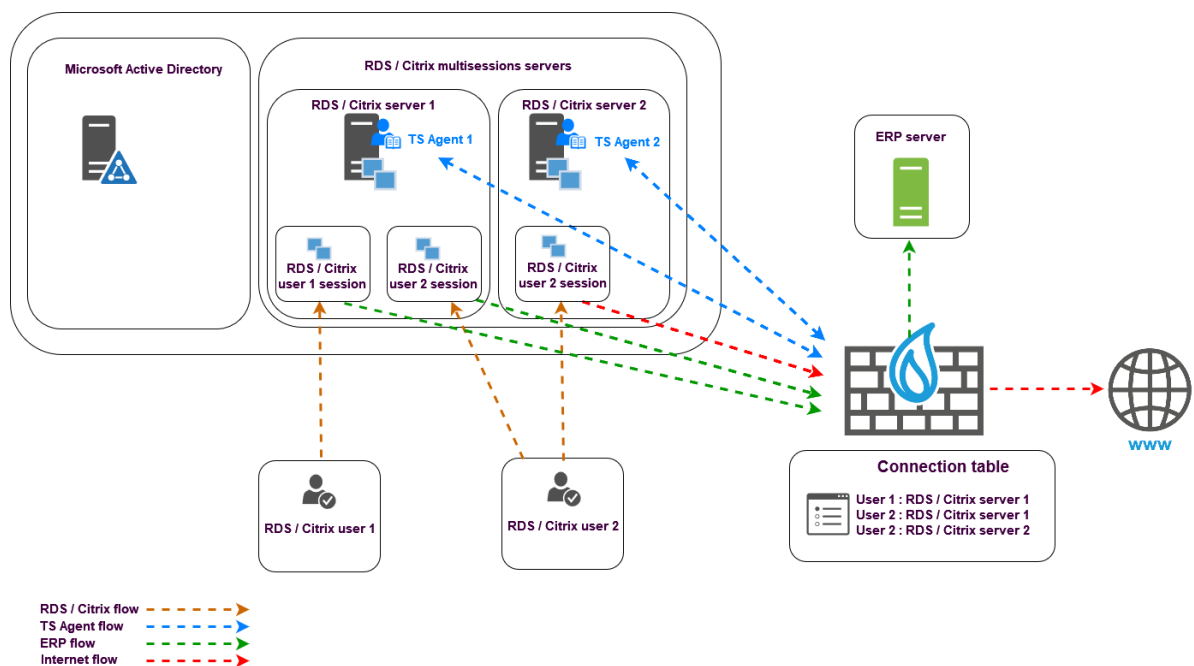 Microsoft Active Directory
RDS / Citrix multisessions servers
RDS / Citrix server 1
TS Agent 1
RDS / Citrix server 2
TS Agent 2
ERP server
RDS / Citrix
user 1 session
RDS / Citrix
user 2 session
RDS / Citrix
user 2 session
www
Connection table
User 1 : RDS / Citrix server 1
User 2 : RDS / Citrix server 1
User 2 : RDS / Citrix server 2
RDS / Citrix user 1
RDS / Citrix user 2
RDS / Citrix flow
TS Agent flow
ERP flow
Internet flow